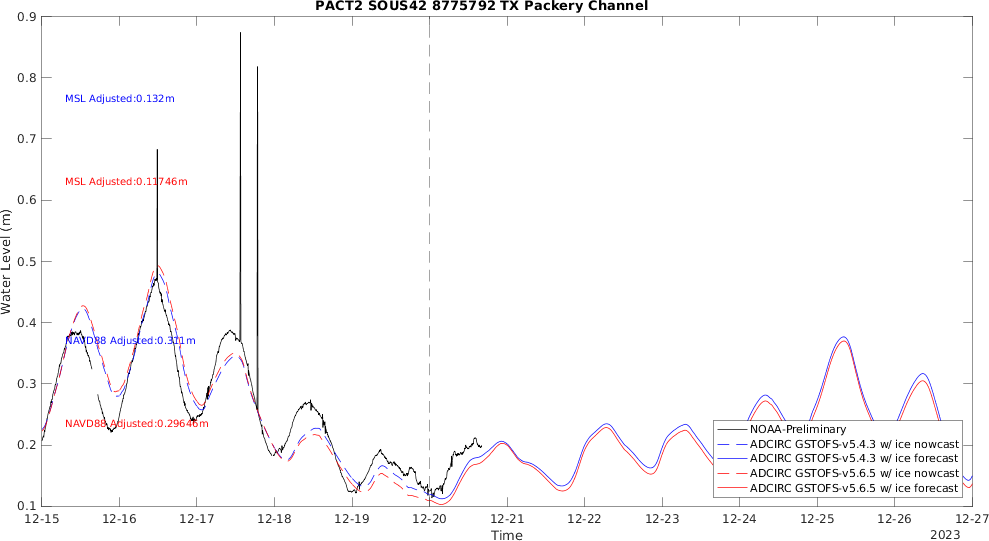 PACT2 SOUS42 8775792 TX Packery Channel
Water Level (m)
0.9
0.8
0.7
0.6
0.5
0.4
0.3
0.2
0.1
MSL Adjusted:0.132m
MSL Adjusted:0.11746m
NAVD88 Adjusted:0.311m
NAVD88 Adjusted:0.29646m
NOAA-Preliminary
ADCIRC GSTOFS-v5.4.3 w/ ice nowcast
ADCIRC GSTOFS-v5.4.3 w/ ice forecast
ADCIRC GSTOFS-v5.6.5 w/ ice nowcast
ADCIRC GSTOFS-v5.6.5 w/ ice forecast
12-15 12-16 12-17 12-18 12-19 12-20 12-21 12-22 12-23 12-24 12-25 12-26 12-27
Time
2023